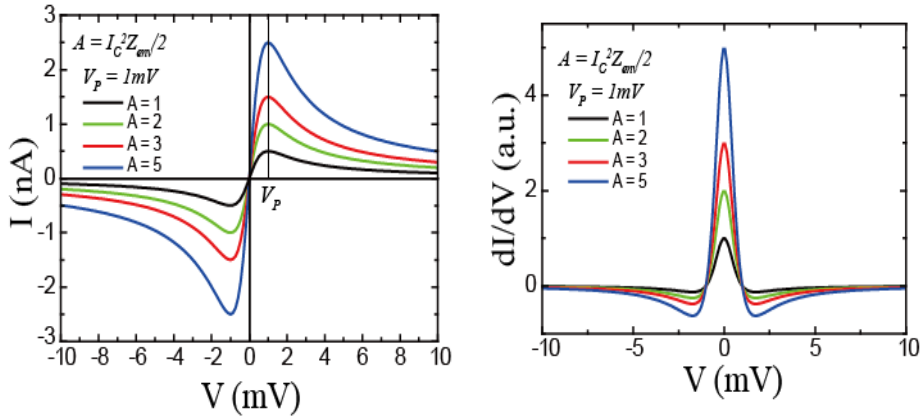 3
2
1
0
-1
-2
-3
I (nA)
A = I_C^2Z_em/2
V_P = 1mV
A = 1
A = 2
A = 3
A = 5
V_P
-10 -8 -6 -4 -2 0 2 4 6 8 10
V (mV)
4
2
0
dI/dV (a.u.)
A = I_C^2Z_em/2
V_P = 1mV
A = 1
A = 2
A = 3
A = 5
-10 -5 0 5 10
V (mV)